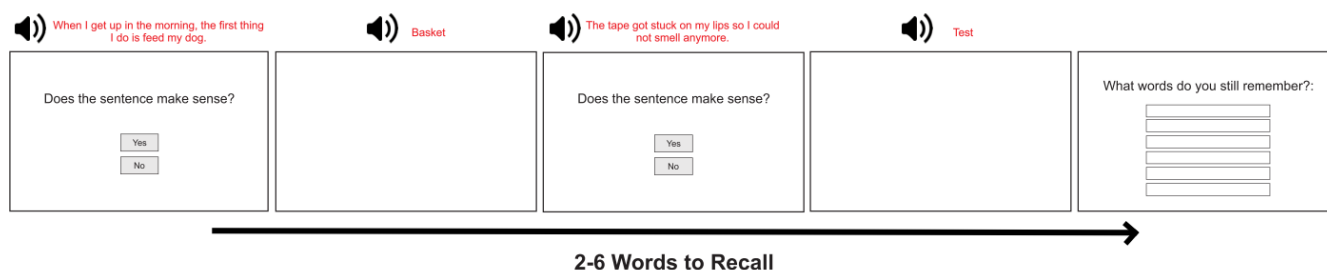 When I get up in the morning, the first thing
I do is feed my dog.
Basket
The tape got stuck on my lips so I could
not smell anymore.
Test
Does the sentence make sense?
Yes
No
Does the sentence make sense?
Yes
No
What words do you still remember?:
2-6 Words to Recall